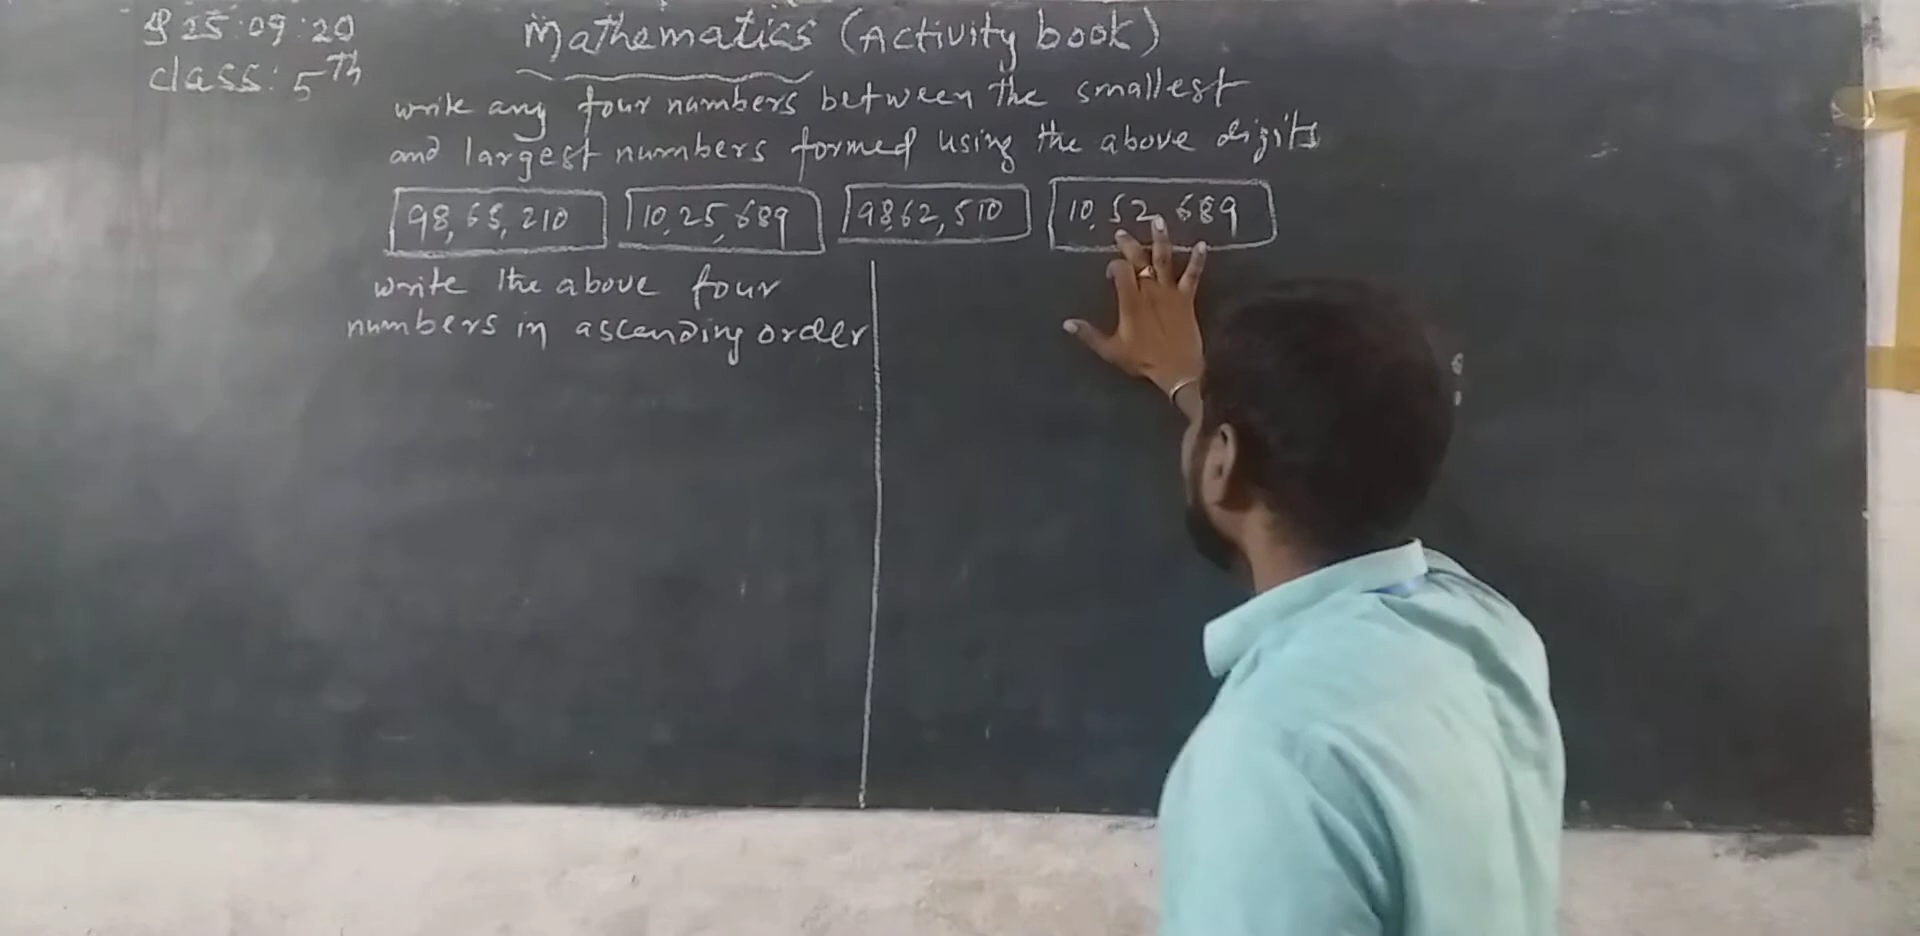 25:09:20
Mathematics (Activity book)
class: 5Th
write any four numbers between the smallest
and largest numbers formed using the above digits
98,65,210 10,25,689 9862,510 10,52,689
write the above four
numbers in ascending order